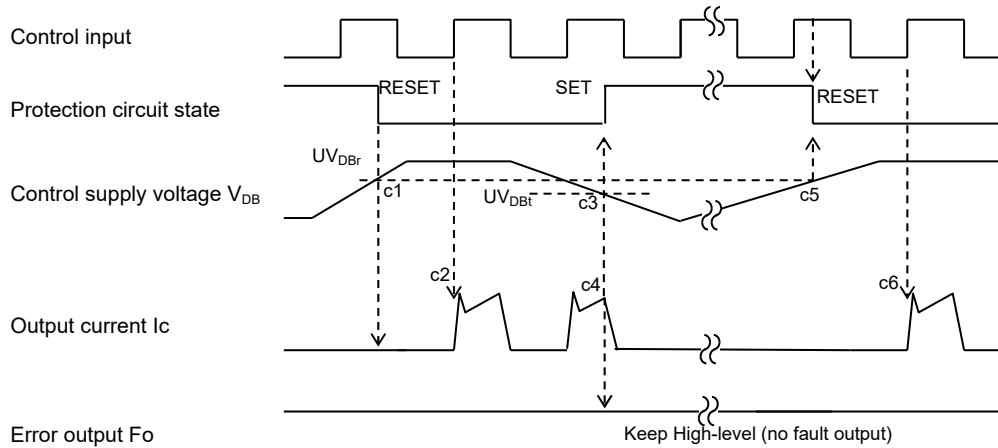 Control input
RESET
SET
RESET
Protection circuit state
UVDBr
Control supply voltage VDB
c1
UVDBt
c3
c5
c2
c4
c6
Output current Ic
Error output Fo
Keep High-level (no fault output)